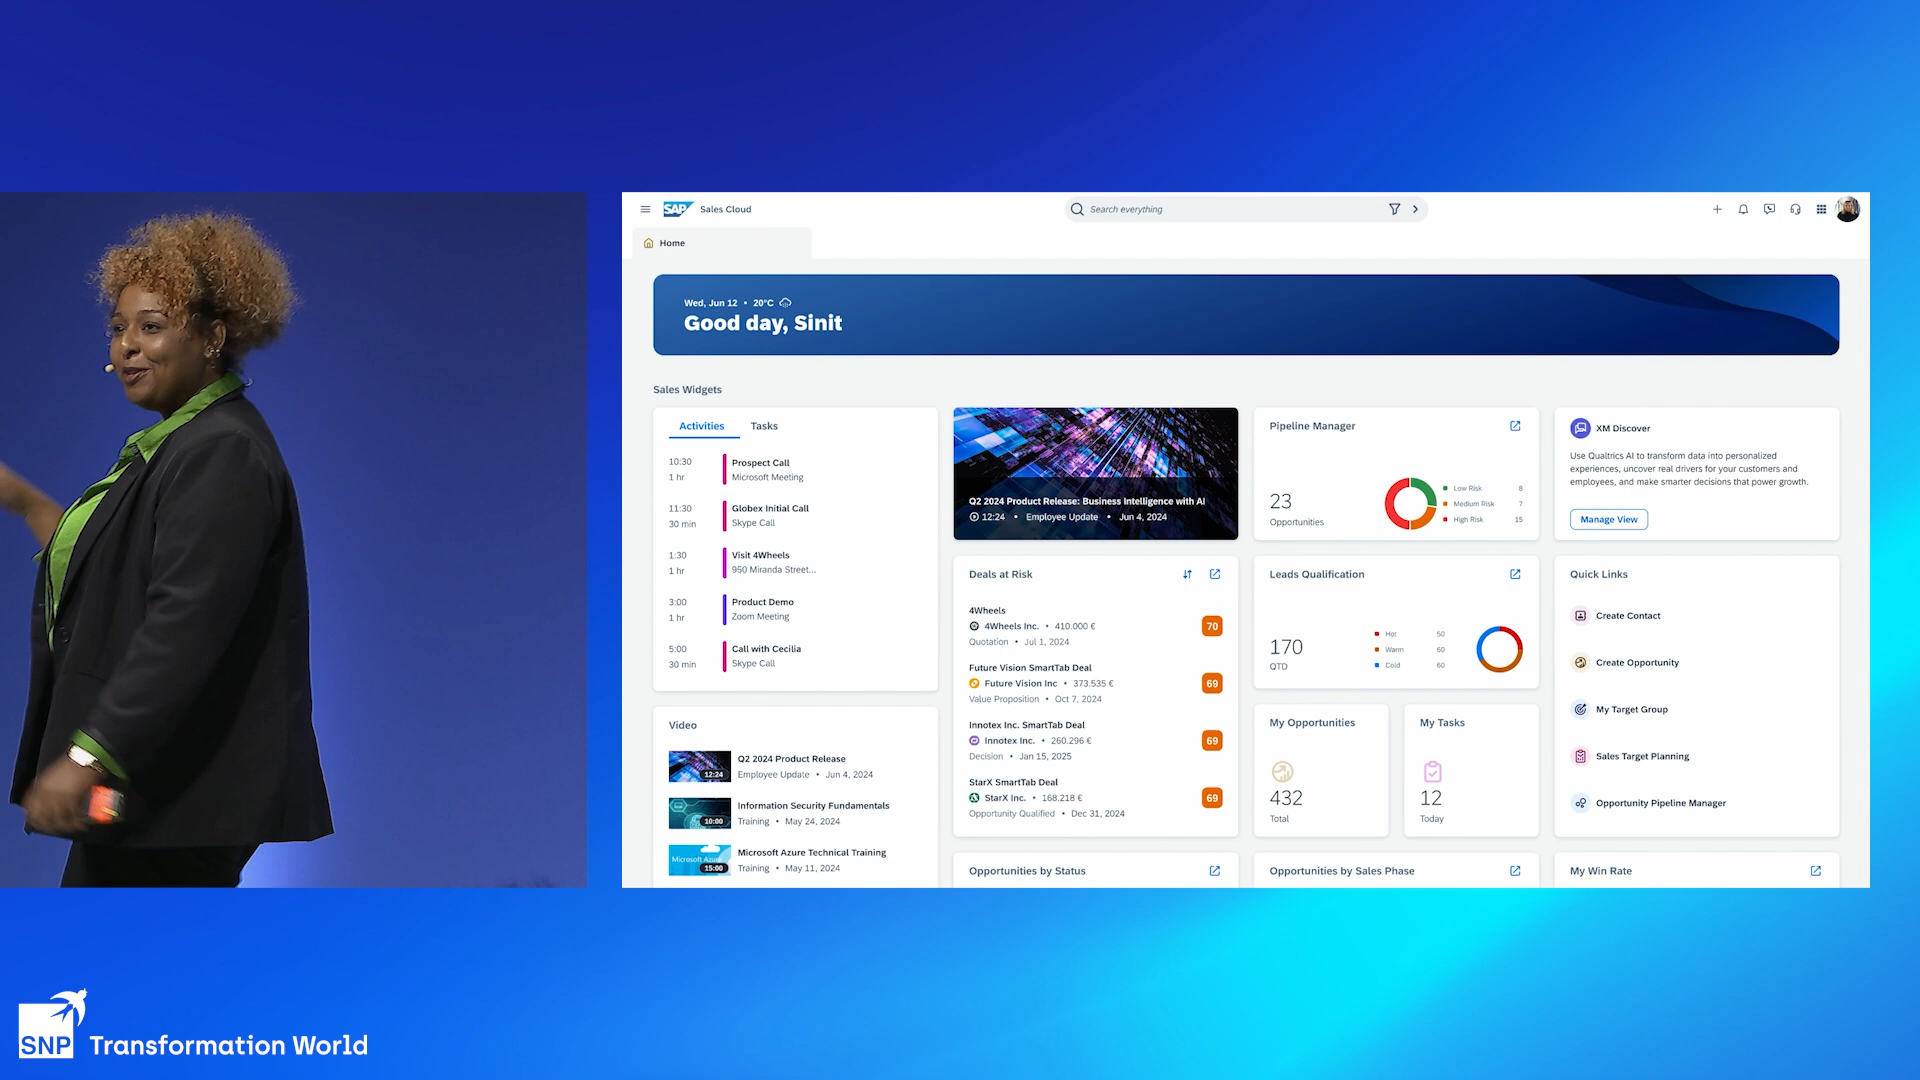 SAP Sales Cloud
Search everything
Home
Wed, Jun 12 • 20°C
Good day, Sinit
Sales Widgets
Activities Tasks
10:30 Prospect Call
1 hr Microsoft Meeting
11:30 Globex Initial Call
30 min Skype Call
1:30 Visit 4Wheels
1 hr 950 Miranda Street...
3:00 Product Demo
1 hr Zoom Meeting
5:00 Call with Cecilia
30 min Skype Call
Video
12:24 Q2 2024 Product Release
Employee Update • Jun 4, 2024
10:00 Information Security Fundamentals
Training • May 24, 2024
Microsoft Azure 15:00 Microsoft Azure Technical Training
Training • May 11, 2024
Q2 2024 Product Release: Business Intelligence with AI
12:24 • Employee Update • Jun 4, 2024
Deals at Risk
4Wheels
4Wheels Inc. • 410.000 € 70
Quotation • Jul 1, 2024
Future Vision SmartTab Deal
Future Vision Inc • 373.535 € 69
Value Proposition • Oct 7, 2024
Innotex Inc. SmartTab Deal
Innotex Inc. • 260.296 € 69
Decision • Jan 15, 2025
StarX SmartTab Deal
StarX Inc. • 168.218 € 69
Opportunity Qualified • Dec 31, 2024
Opportunities by Status
Pipeline Manager
23
Opportunities
Low Risk 8
Medium Risk 7
High Risk 15
Leads Qualification
170
QTD
Hot 50
Warm 60
Cold 60
My Opportunities
432
Total
My Tasks
12
Today
Opportunities by Sales Phase
XM Discover
Use Qualtrics AI to transform data into personalized
experiences, uncover real drivers for your customers and
employees, and make smarter decisions that power growth.
Manage View
Quick Links
Create Contact
Create Opportunity
My Target Group
Sales Target Planning
Opportunity Pipeline Manager
My Win Rate
SNP Transformation World